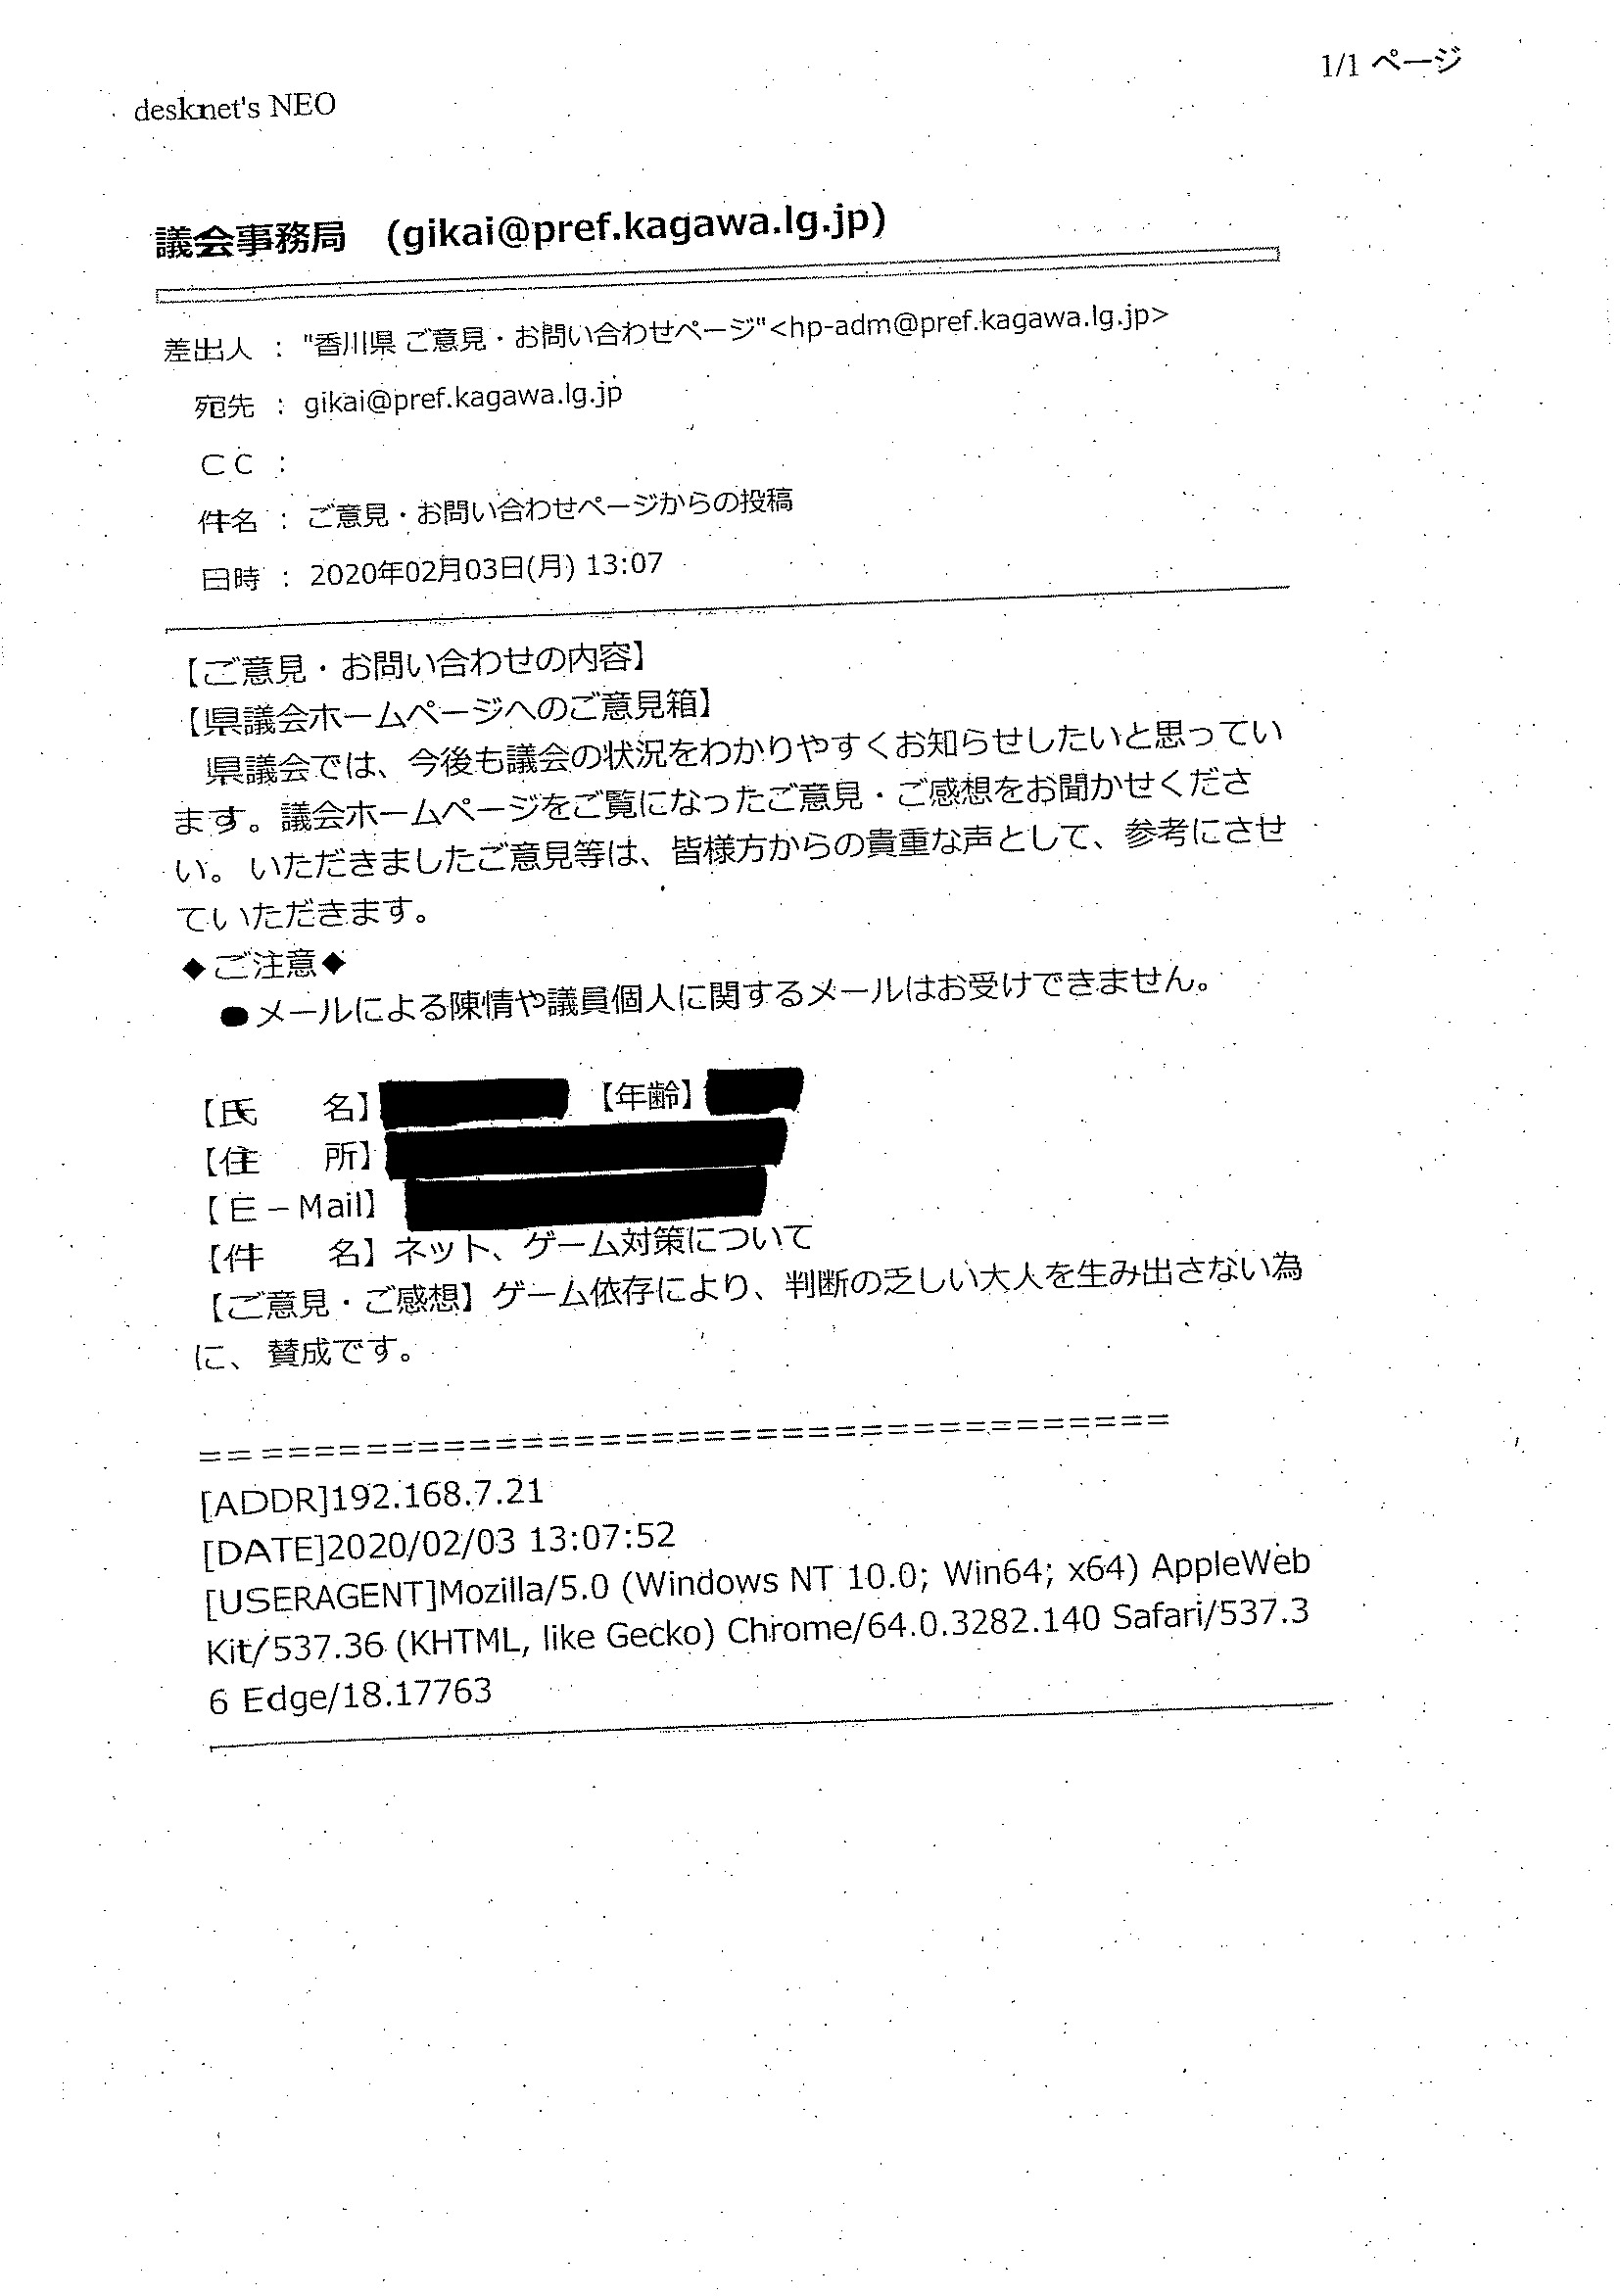 1/1 ページ
desknet's NEO
議会事務局　(gikai@pref.kagawa.lg.jp)
差出人 ： "香川県 ご意見・お問い合わせページ"<hp-adm@pref.kagawa.lg.jp>
宛先 ： gikai@pref.kagawa.lg.jp
ＣＣ ：
件名 ： ご意見・お問い合わせページからの投稿
日時 ： 2020年02月03日(月) 13:07
【ご意見・お問い合わせの内容】
【県議会ホームページへのご意見箱】
　県議会では、今後も議会の状況をわかりやすくお知らせしたいと思ってい
ます。議会ホームページをご覧になったご意見・ご感想をお聞かせくださ
い。いただきましたご意見等は、皆様方からの貴重な声として、参考にさせ
ていただきます。
◆ご注意◆
　●メールによる陳情や議員個人に関するメールはお受けできません。
【氏　　名】　【年齢】
【住　　所】
【Ｅ－Mail】
【件　　名】ネット、ゲーム対策について
【ご意見・ご感想】ゲーム依存により、判断の乏しい大人を生み出さない為
に、賛成です。
=====================================
[ADDR]192.168.7.21
[DATE]2020/02/03 13:07:52
[USERAGENT]Mozilla/5.0 (Windows NT 10.0; Win64; x64) AppleWeb
Kit/537.36 (KHTML, like Gecko) Chrome/64.0.3282.140 Safari/537.3
6 Edge/18.17763